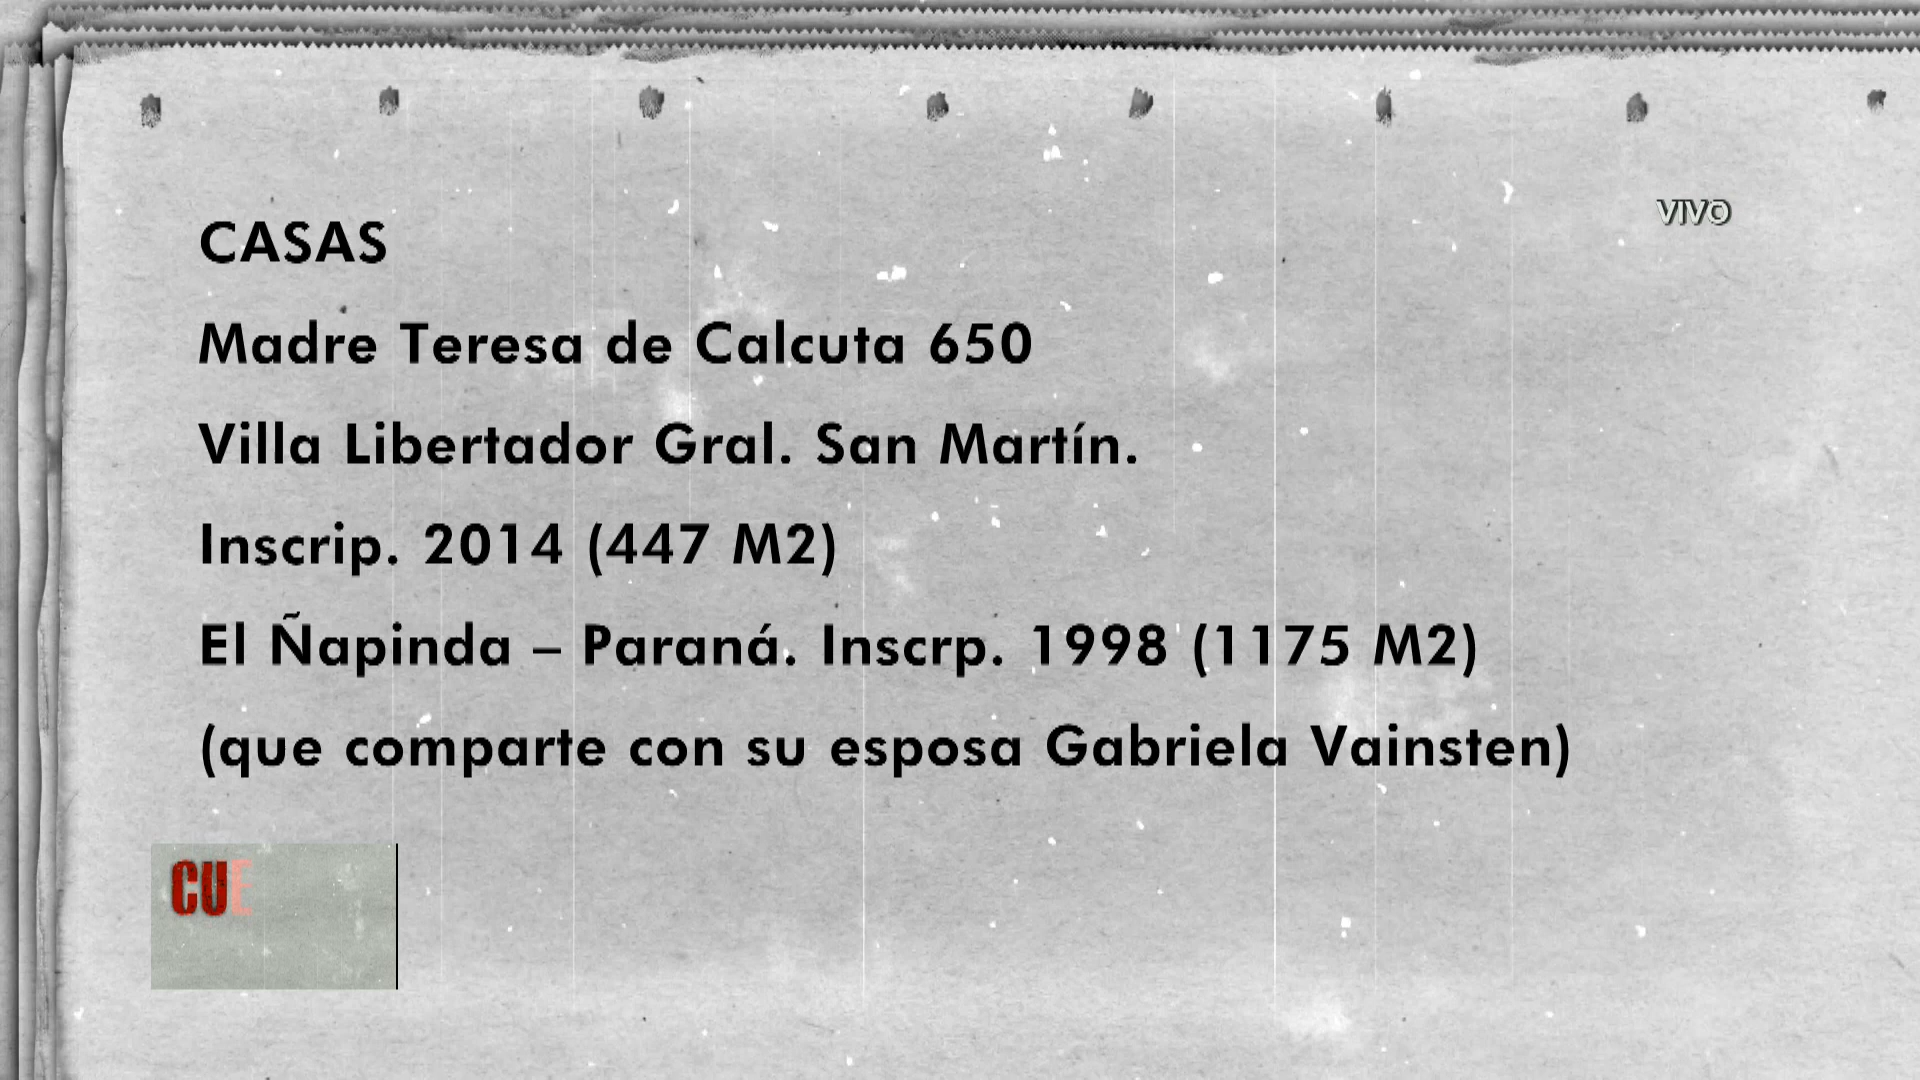 VIVO
CASAS
Madre Teresa de Calcuta 650
Villa Libertador Gral. San Martín.
Inscrip. 2014 (447 M2)
El Ñapinda – Paraná. Inscrp. 1998 (1175 M2)
(que comparte con su esposa Gabriela Vainsten)
CUE